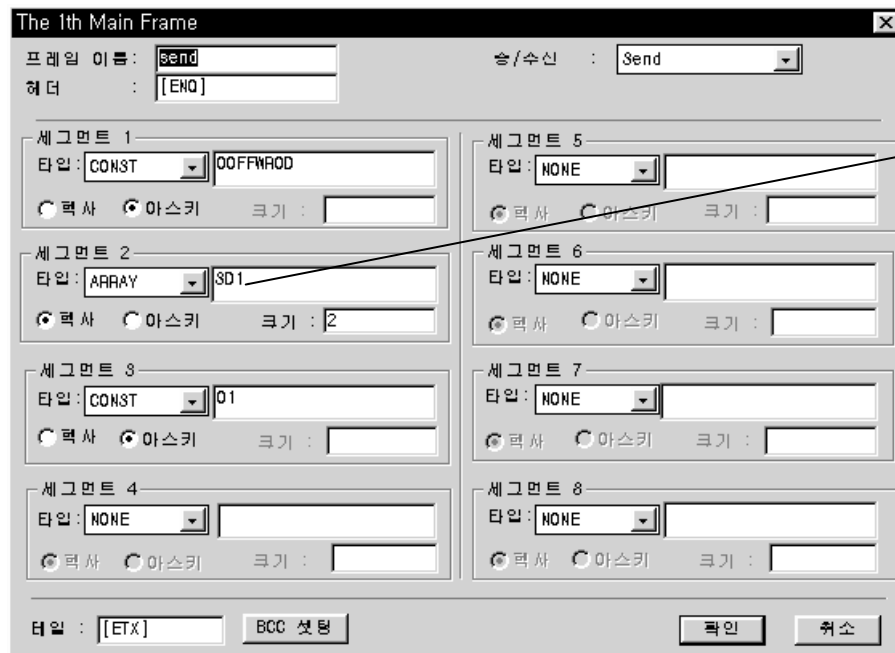 The 1th Main Frame
프레임 이름: send
송/수신 : Send
헤더 : [ENQ]
세그먼트 1
타입: CONST 00FFWR0D
헥사 아스키 크기 :
세그먼트 2
타입: ARRAY 3D1
헥사 아스키 크기 : 2
세그먼트 3
타입: CONST 01
헥사 아스키 크기 :
세그먼트 4
타입: NONE
헥사 아스키 크기 :
세그먼트 5
타입: NONE
헥사 아스키 크기 :
세그먼트 6
타입: NONE
헥사 아스키 크기 :
세그먼트 7
타입: NONE
헥사 아스키 크기 :
세그먼트 8
타입: NONE
헥사 아스키 크기 :
테일 : [ETX] BCC 셋팅 확인 취소